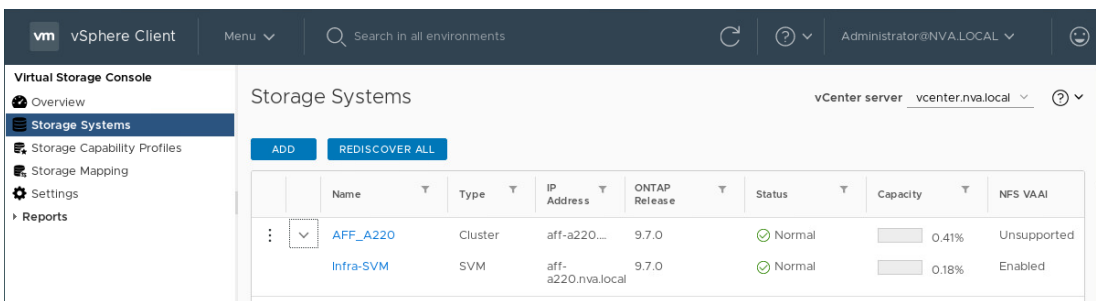 vm vSphere Client Menu Search in all environments Administrator@NVA.LOCAL
Virtual Storage Console
Overview
Storage Systems
Storage Capability Profiles
Storage Mapping
Settings
Reports
Storage Systems vCenter server vcenter.nva.local
ADD REDISCOVER ALL
Name Type IP Address ONTAP Release Status Capacity NFS VAAI
AFF_A220 Cluster aff-a220.... 9.7.0 Normal 0.41% Unsupported
Infra-SVM SVM aff-a220.nva.local 9.7.0 Normal 0.18% Enabled